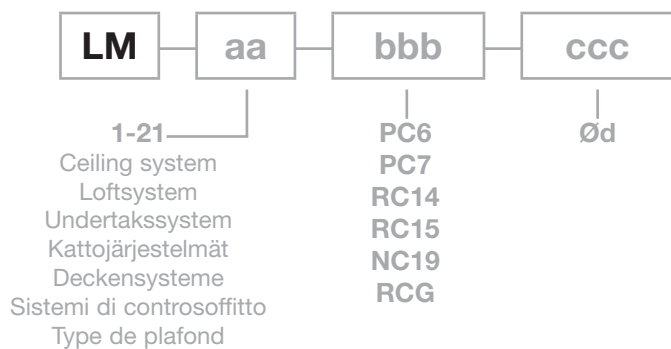 LM aa bbb ccc
1-21 PC6 Ød
Ceiling system PC7
Loftsystem RC14
Undertakssystem RC15
Kattojärjestelmät NC19
Deckensysteme RCG
Sistemi di controsoffitto
Type de plafond